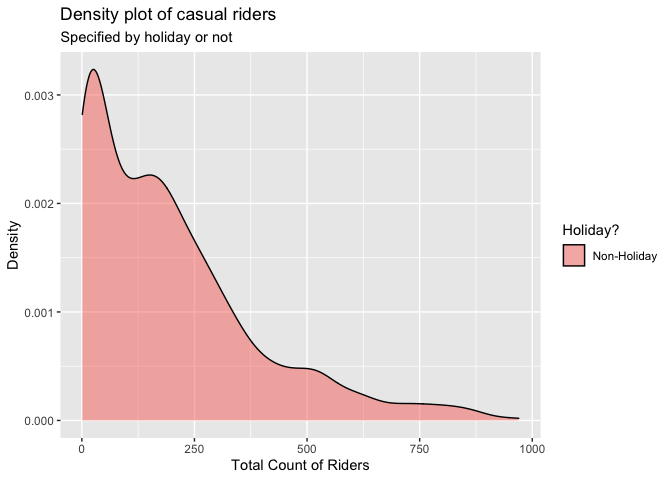 Density plot of casual riders
Specified by holiday or not
0.003
0.002
0.001
0.000
Density
0
250
500
750
1000
Total Count of Riders
Holiday?
Non-Holiday